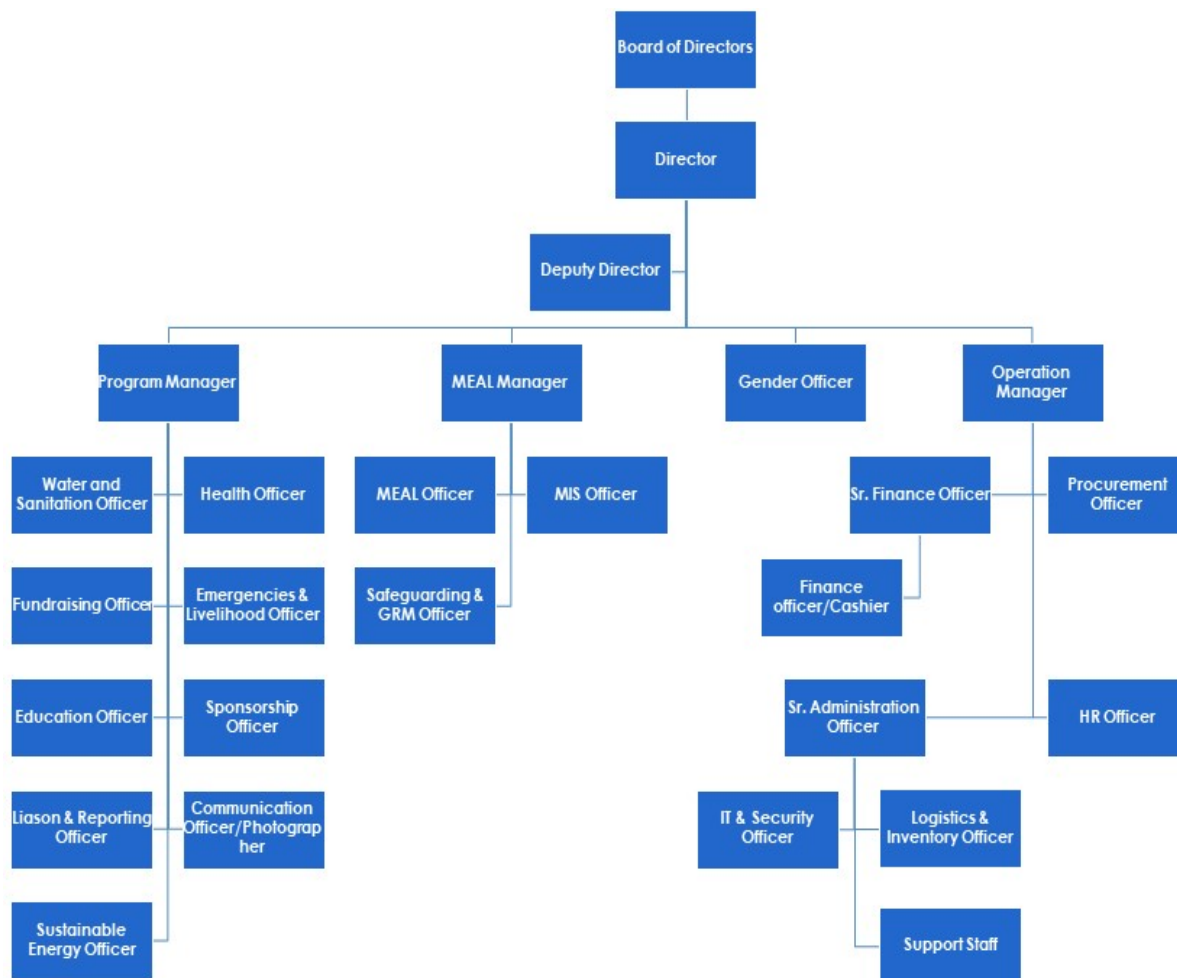 Board of Directors
Director
Deputy Director
Program Manager
MEAL Manager
Gender Officer
Operation
Manager
Water and
Sanitation Officer
Health Officer
MEAL Officer
MIS Officer
Sr. Finance Officer
Procurement
Officer
Fundraising Officer
Emergencies &
Livelihood Officer
Safeguarding &
GRM Officer
Finance
officer/Cashier
Education Officer
Sponsorship
Officer
Sr. Administration
Officer
HR Officer
Liason & Reporting
Officer
Communication
Officer/Photograp
her
IT & Security
Officer
Logistics &
Inventory Officer
Sustainable
Energy Officer
Support Staff